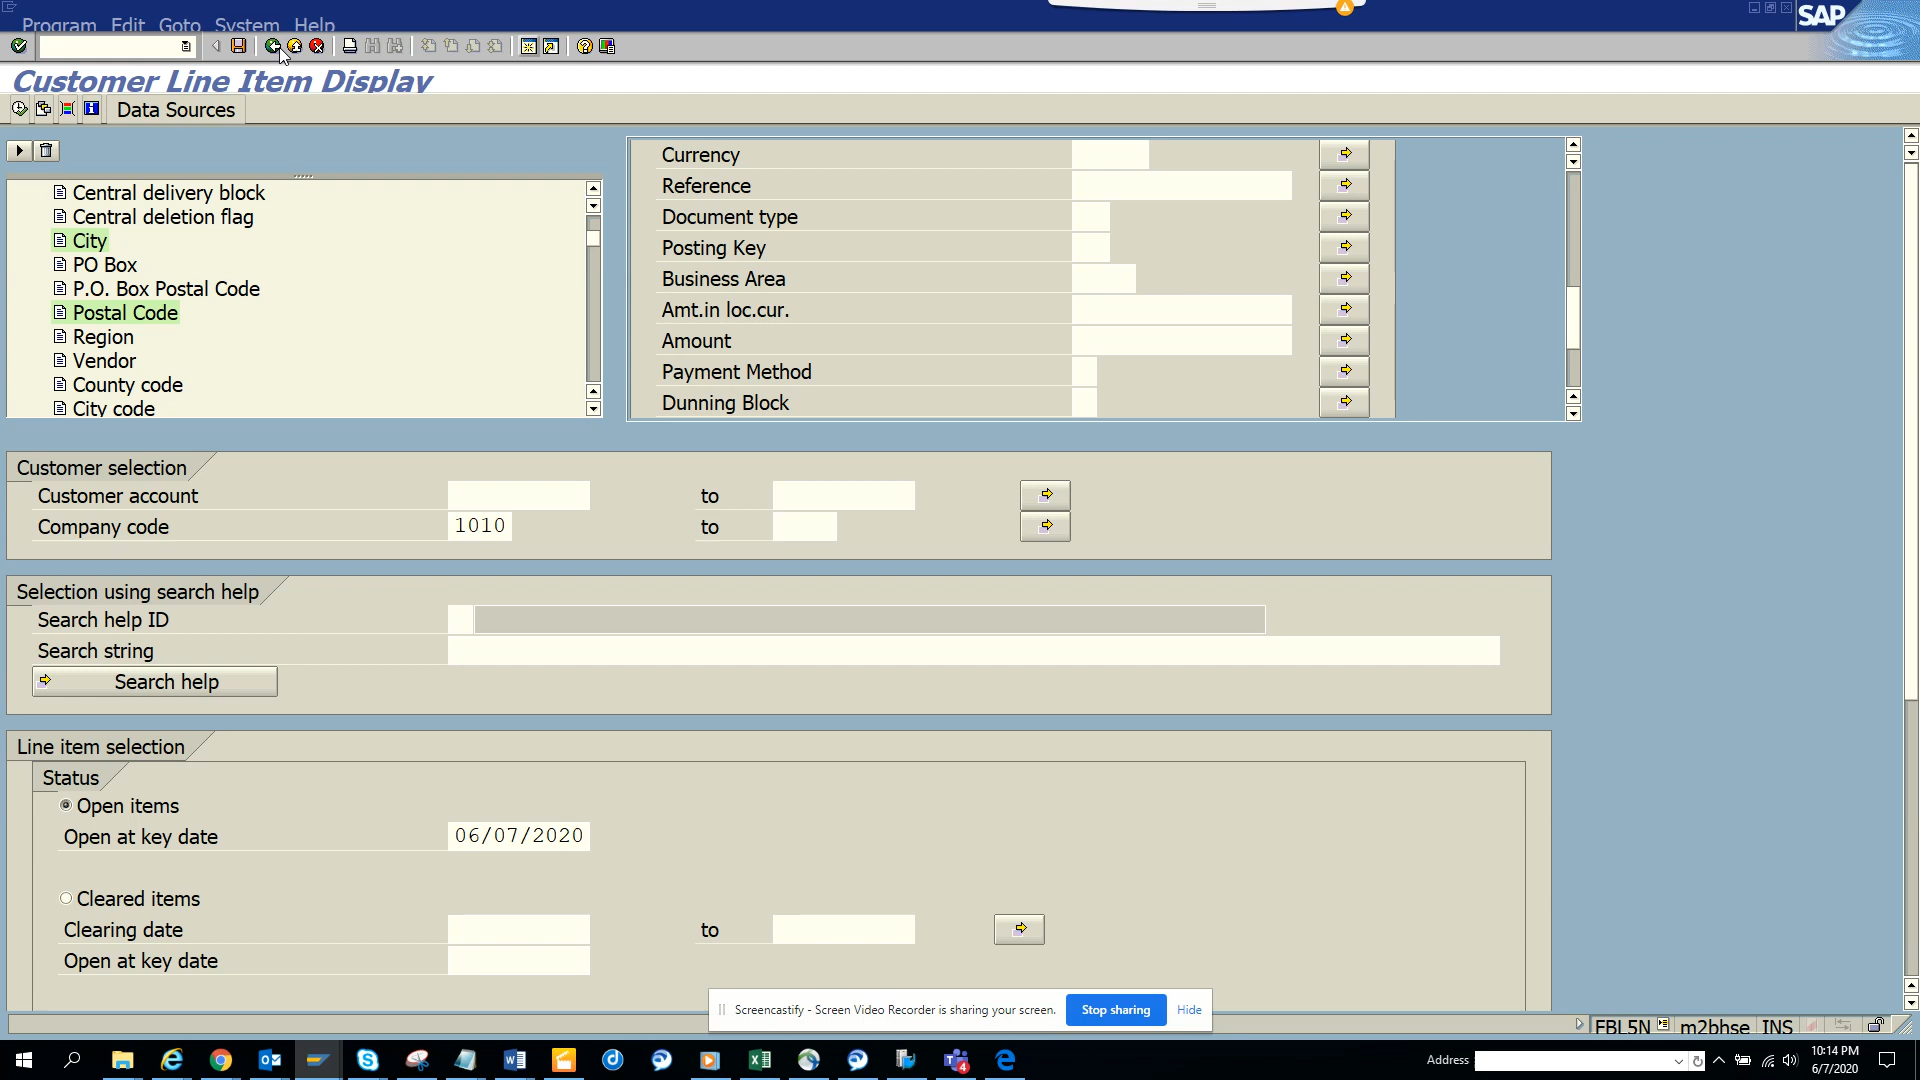 Program Edit Goto System Help
SAP
Customer Line Item Display
Data Sources
Central delivery block
Central deletion flag
City
PO Box
P.O. Box Postal Code
Postal Code
Region
Vendor
County code
City code
Currency
Reference
Document type
Posting Key
Business Area
Amt.in loc.cur.
Amount
Payment Method
Dunning Block
Customer selection
Customer account to
Company code 1010 to
Selection using search help
Search help ID
Search string
Search help
Line item selection
Status
Open items
Open at key date 06/07/2020
Cleared items
Clearing date to
Open at key date
Screencastify - Screen Video Recorder is sharing your screen. Stop sharing Hide
FBL5N m2bhse INS
Address
4
10:14 PM
6/7/2020